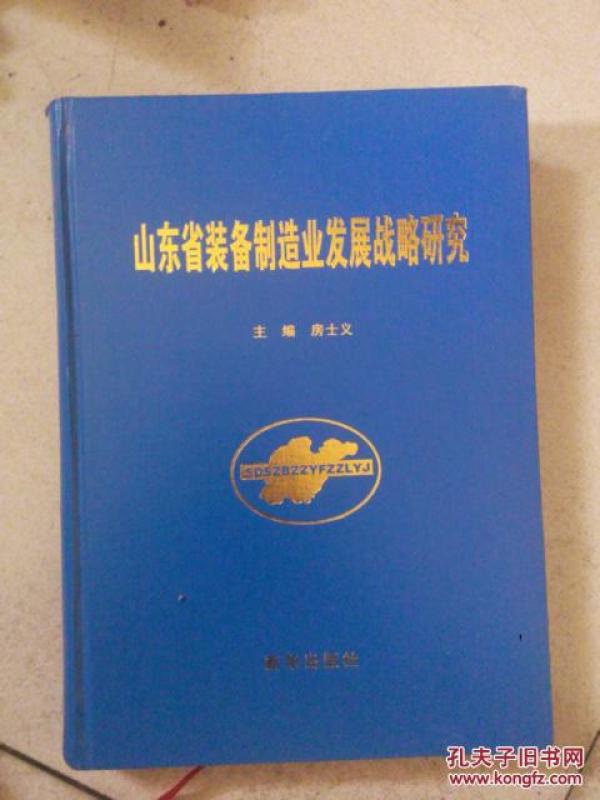 山东省装备制造业发展战略研究
主 编 房士义
SDSZBZZYFZZLYJ
新华出版社
孔夫子旧书网
www.kongfz.com